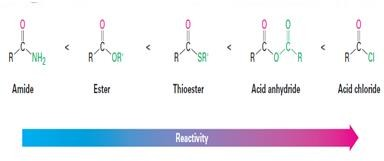 O O O O O O
R C NH₂ < R C OR' < R C SR' < R C O C R < R C Cl
Amide Ester Thioester Acid anhydride Acid chloride
Reactivity